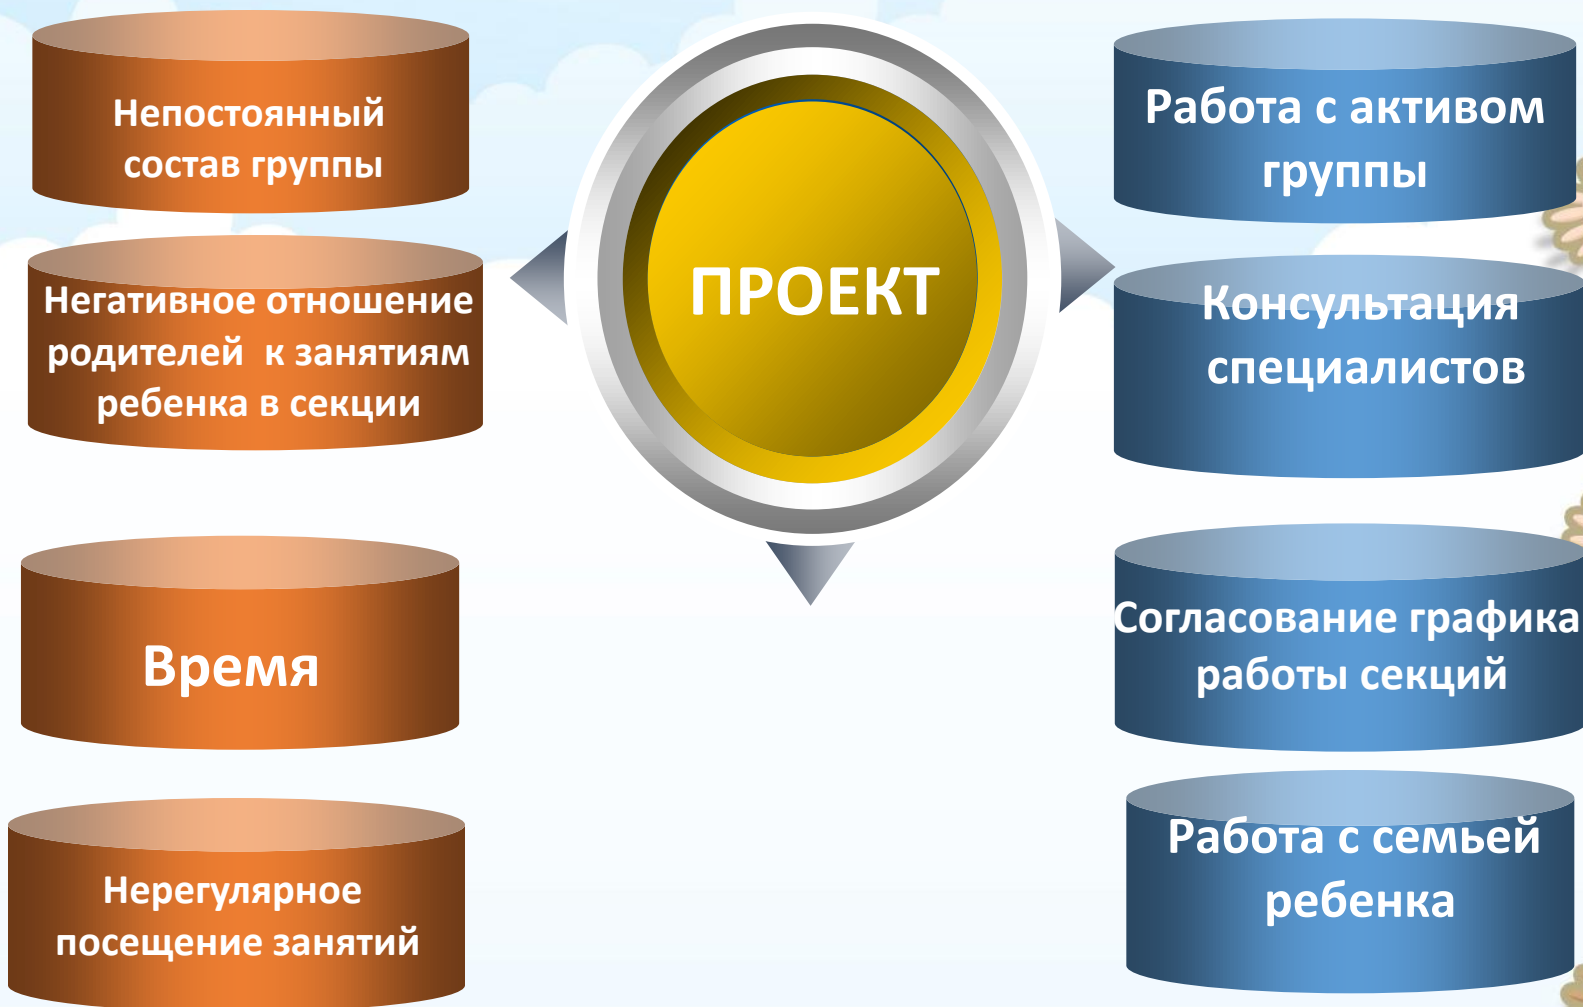 Непостоянный
состав группы
Негативное отношение
родителей к занятиям
ребенка в секции
Время
Нерегулярное
посещение занятий
ПРОЕКТ
Работа с активом
группы
Консультация
специалистов
Согласование графика
работы секций
Работа с семьей
ребенка